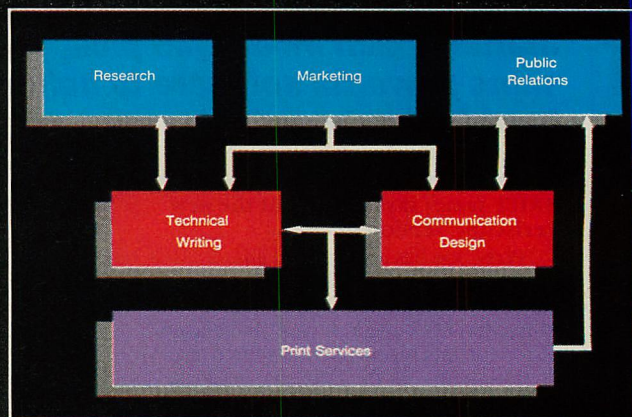 Research
Marketing
Public
Relations
Technical
Writing
Communication
Design
Print Services